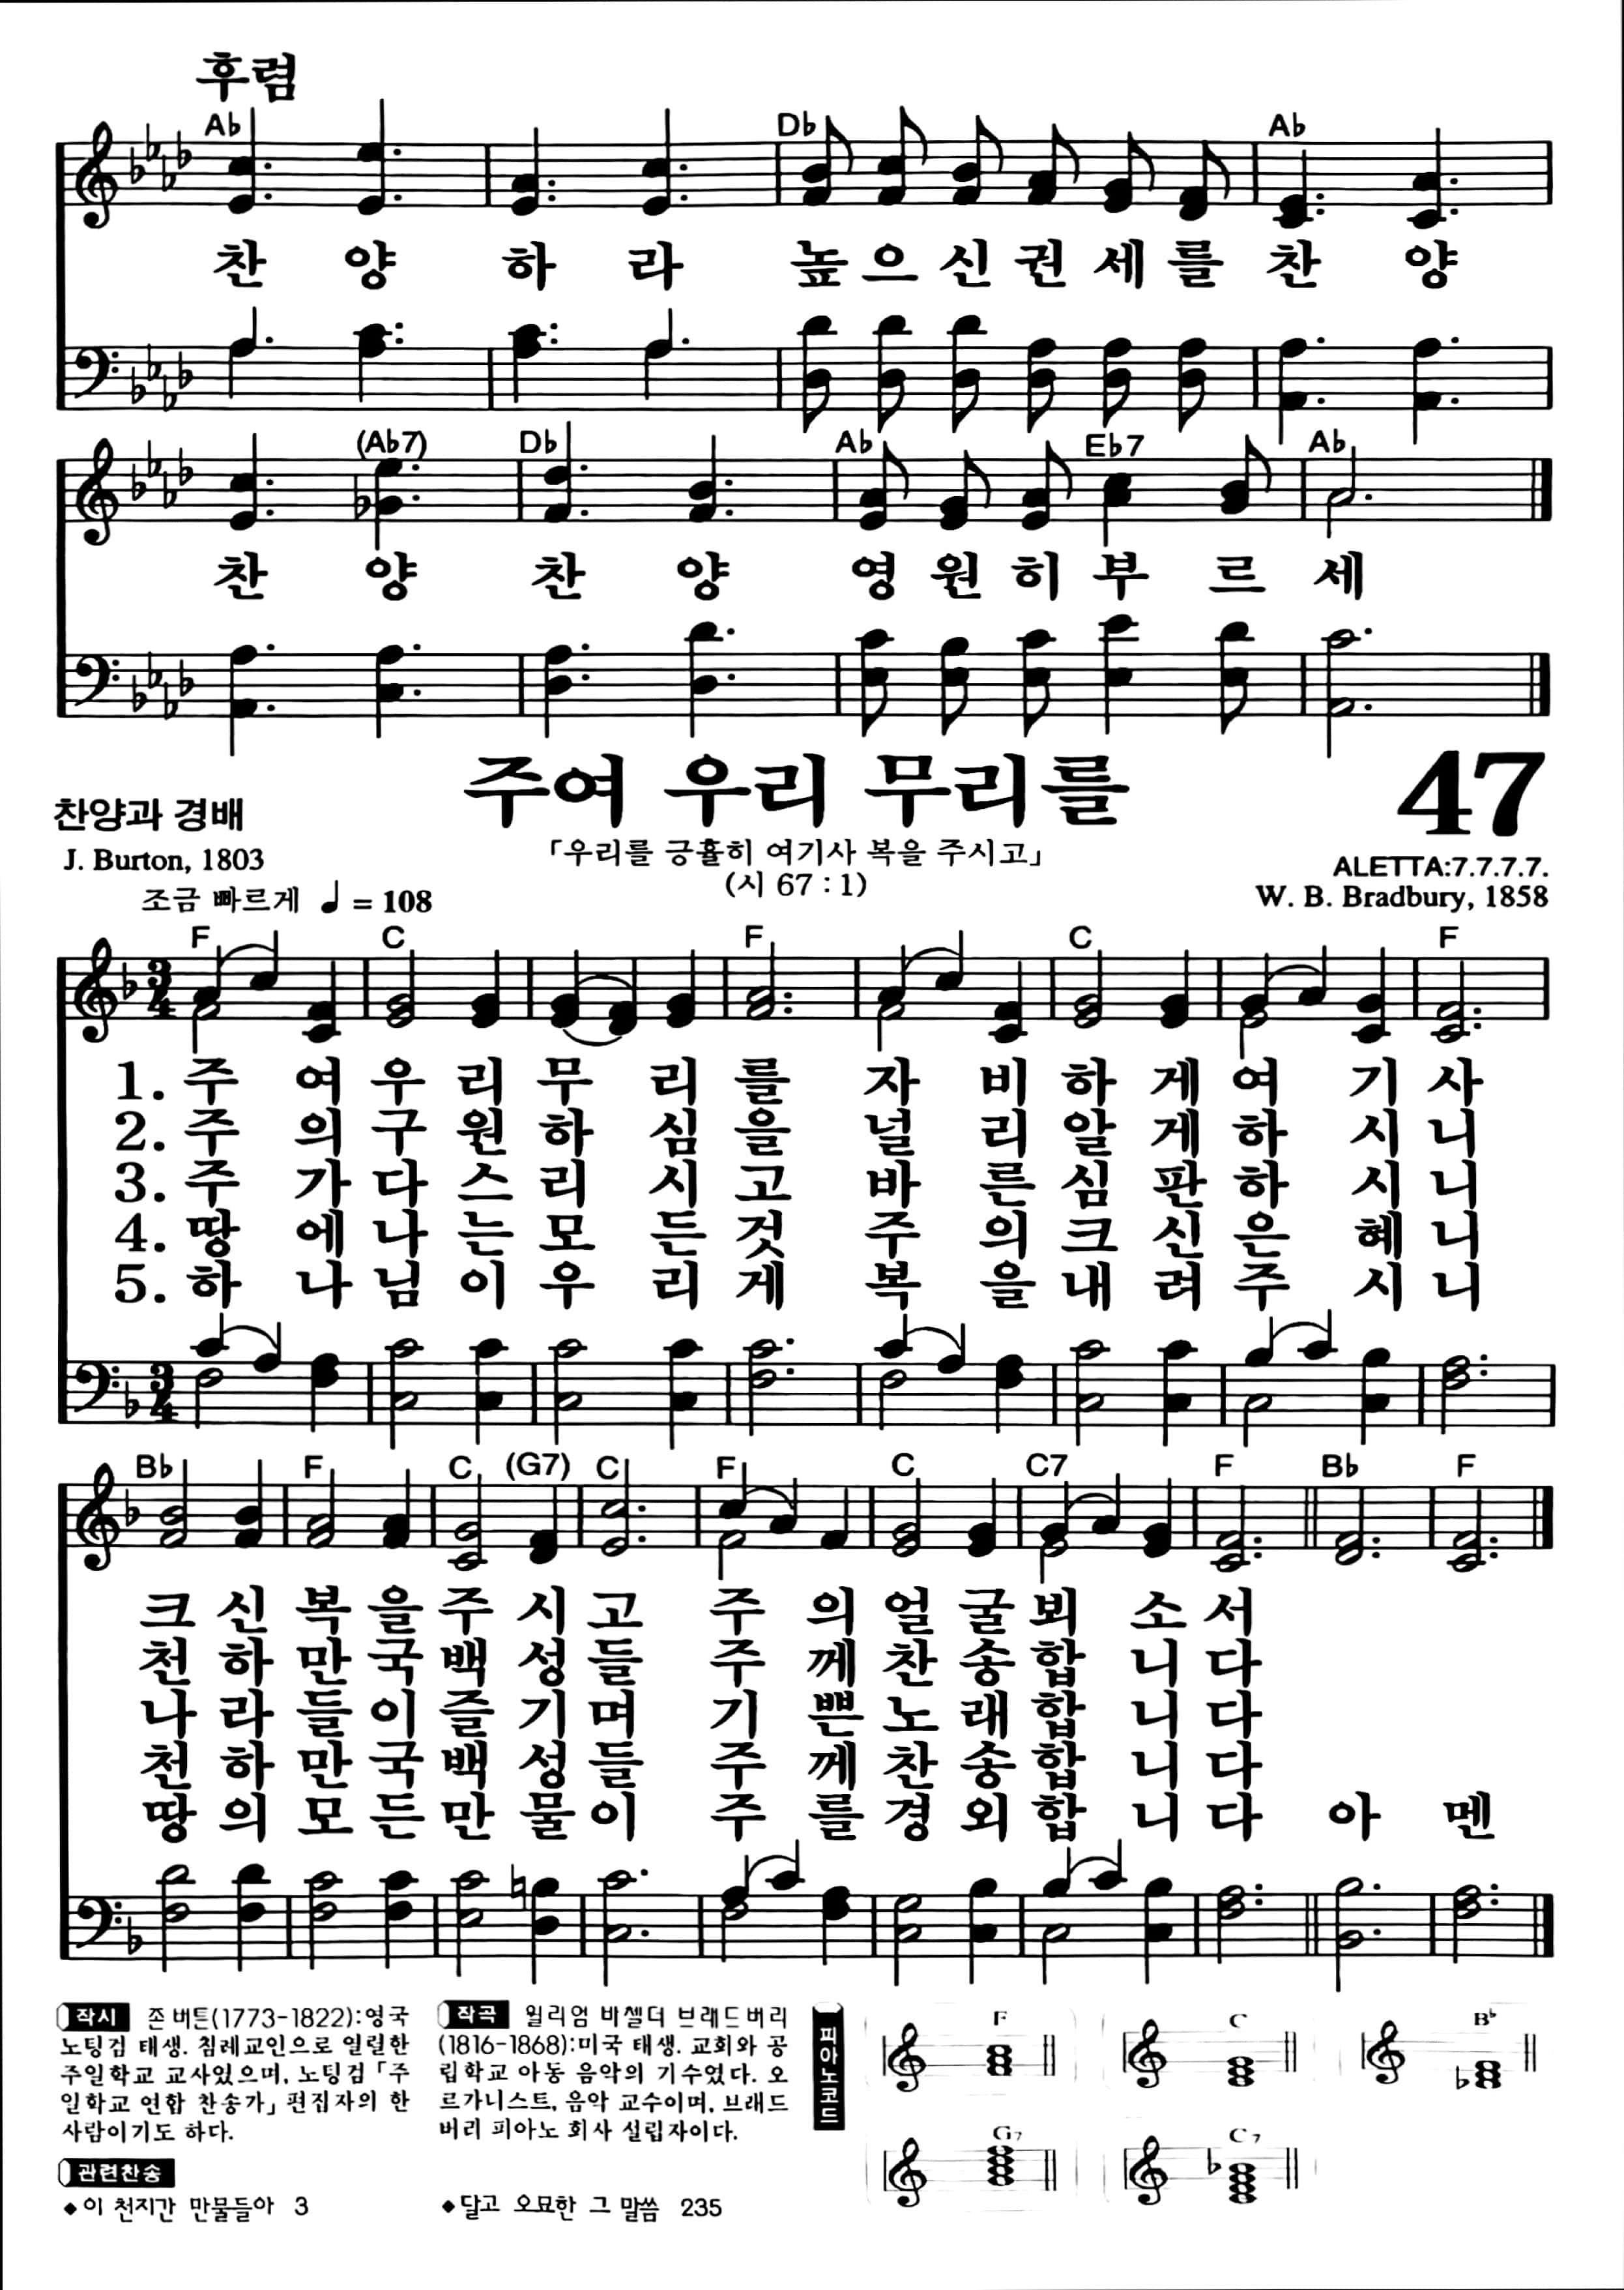 후렴
Ab Db Ab
찬 양 하 라 높 으 신 권 세 를 찬 양
(Ab7) Db Ab Eb7 Ab
찬 양 찬 양 영 원 히 부 르 세
주여 우리 무리를 47
찬양과 경배
「우리를 긍휼히 여기사 복을 주시고」
J. Burton, 1803 ALETTA:7.7.7.7.
(시 67 : 1)
조금 빠르게 ♩ = 108 W. B. Bradbury, 1858
F C F C F
3/4
1. 주 여 우 리 무 리 를 자 비 하 게 여 기 사
2. 주 의 구 원 하 심 을 널 리 알 게 하 시 니
3. 주 가 다 스 리 시 고 바 른 심 판 하 시 니
4. 땅 에 나 는 모 든 것 주 의 크 신 은 혜 니
5. 하 나 님 이 우 리 게 복 을 내 려 주 시 니
3/4
Bb F C (G7) C F C C7 F Bb F
크 신 복 을 주 시 고 주 의 얼 굴 뵈 소 서
천 하 만 국 백 성 들 주 께 찬 송 합 니 다
나 라 들 이 즐 기 며 기 쁜 노 래 합 니 다
천 하 만 국 백 성 들 주 께 찬 송 합 니 다
땅 의 모 든 만 물 이 주 를 경 외 합 니 다 아 멘
작시 존 버튼(1773-1822):영국
노팅검 태생. 침례교인으로 열렬한
주일학교 교사였으며, 노팅검 「주
일학교 연합 찬송가」 편집자의 한
사람이기도 하다.
작곡 윌리엄 바첼더 브래드버리
(1816-1868):미국 태생. 교회와 공
립학교 아동 음악의 기수였다. 오
르가니스트, 음악 교수이며, 브래드
버리 피아노 회사 설립자이다.
피아노코드
F C Bb
G7 C7
관련찬송
◆이 천지간 만물들아 3 ◆달고 오묘한 그 말씀 235